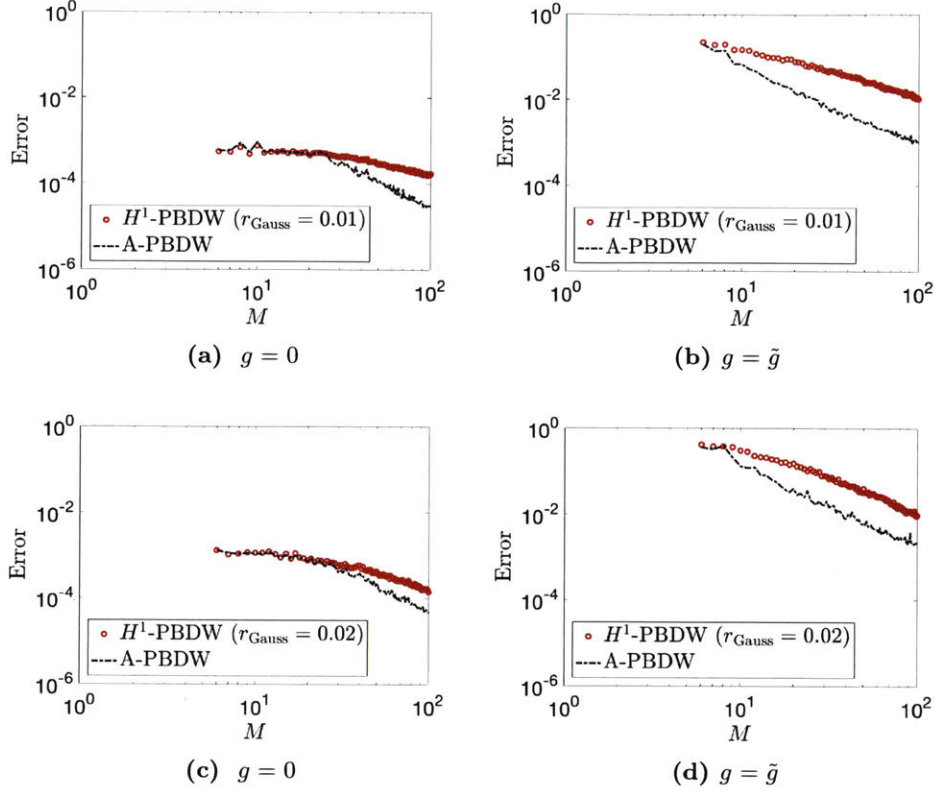 10^0
10^-2
10^-4
10^-6
Error
H^1-PBDW (r_Gauss = 0.01)
A-PBDW
10^0
10^1
10^2
M
(a) g = 0
10^0
10^-2
10^-4
10^-6
Error
H^1-PBDW (r_Gauss = 0.01)
A-PBDW
10^0
10^1
10^2
M
(b) g = g̃
10^0
10^-2
10^-4
10^-6
Error
H^1-PBDW (r_Gauss = 0.02)
A-PBDW
10^0
10^1
10^2
M
(c) g = 0
10^0
10^-2
10^-4
10^-6
Error
H^1-PBDW (r_Gauss = 0.02)
A-PBDW
10^0
10^1
10^2
M
(d) g = g̃